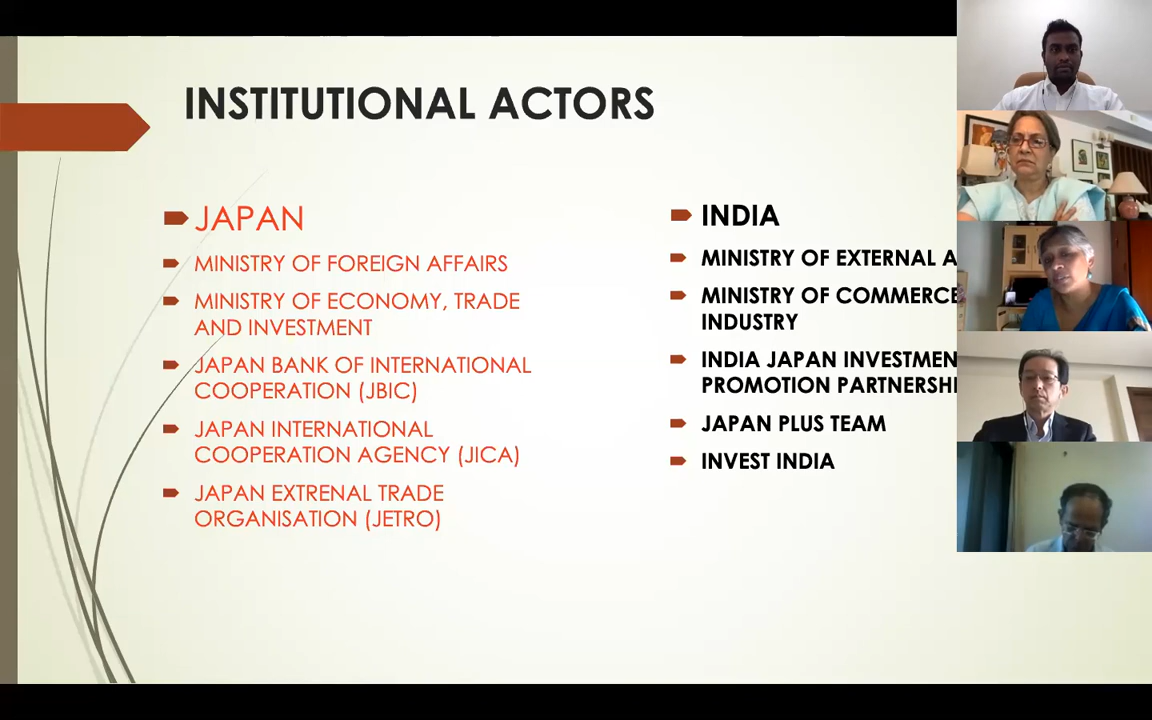 INSTITUTIONAL ACTORS
JAPAN
MINISTRY OF FOREIGN AFFAIRS
MINISTRY OF ECONOMY, TRADE
AND INVESTMENT
JAPAN BANK OF INTERNATIONAL
COOPERATION (JBIC)
JAPAN INTERNATIONAL
COOPERATION AGENCY (JICA)
JAPAN EXTRENAL TRADE
ORGANISATION (JETRO)
INDIA
MINISTRY OF EXTERNAL A
MINISTRY OF COMMERCE
INDUSTRY
INDIA JAPAN INVESTMEN
PROMOTION PARTNERSHI
JAPAN PLUS TEAM
INVEST INDIA